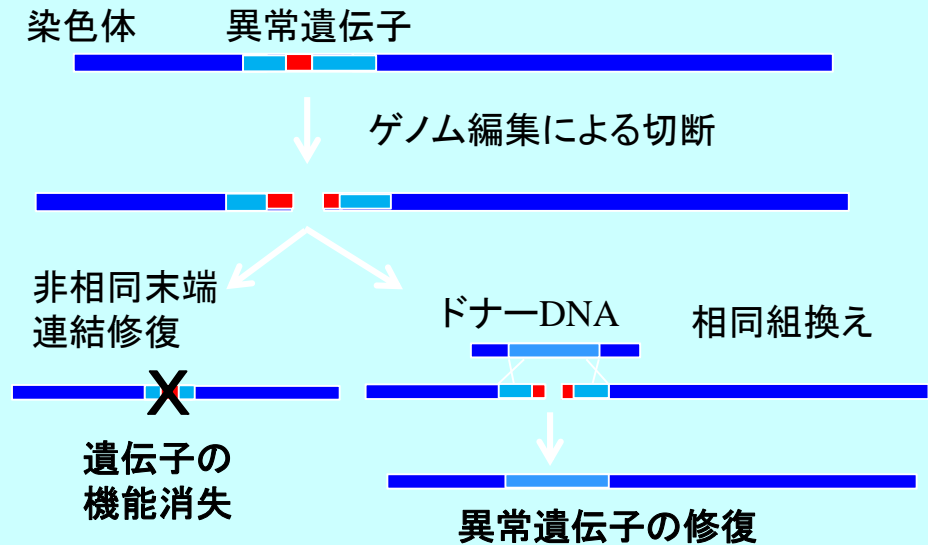 染色体
異常遺伝子
ゲノム編集による切断
非相同末端
連結修復
ドナーDNA
相同組換え
X
遺伝子の
機能消失
異常遺伝子の修復